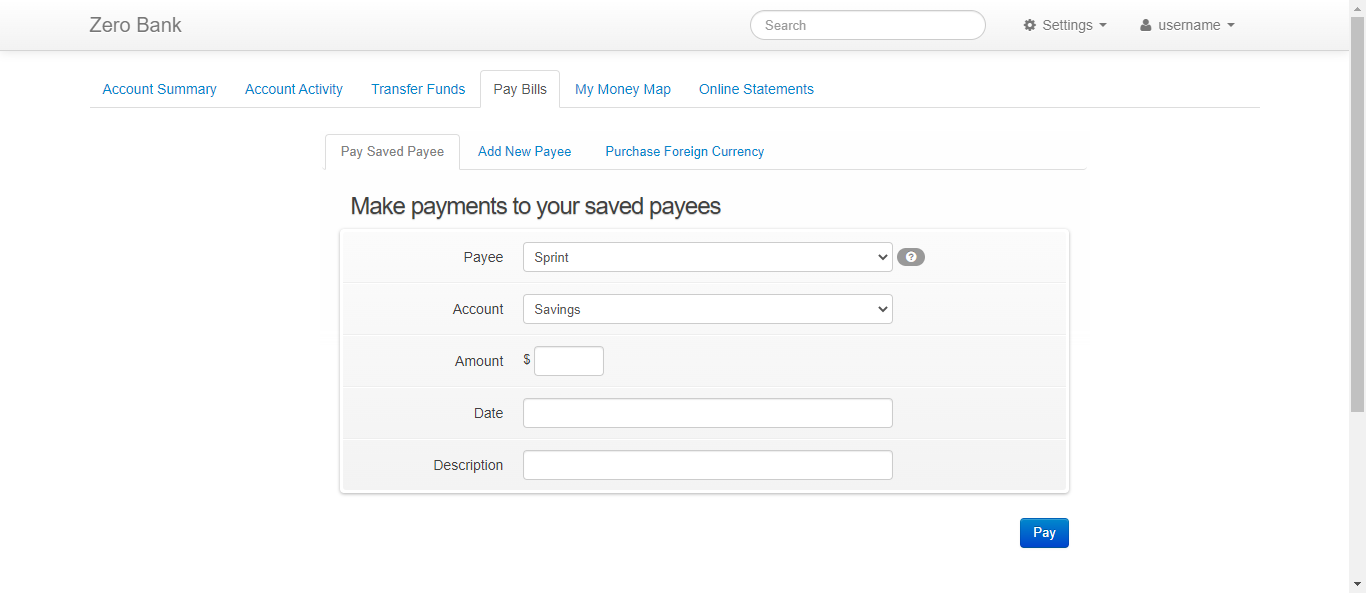 Zero Bank Search Settings username
Account Summary Account Activity Transfer Funds Pay Bills My Money Map Online Statements
Pay Saved Payee Add New Payee Purchase Foreign Currency
Make payments to your saved payees
Payee Sprint ?
Account Savings
Amount $
Date
Description
Pay